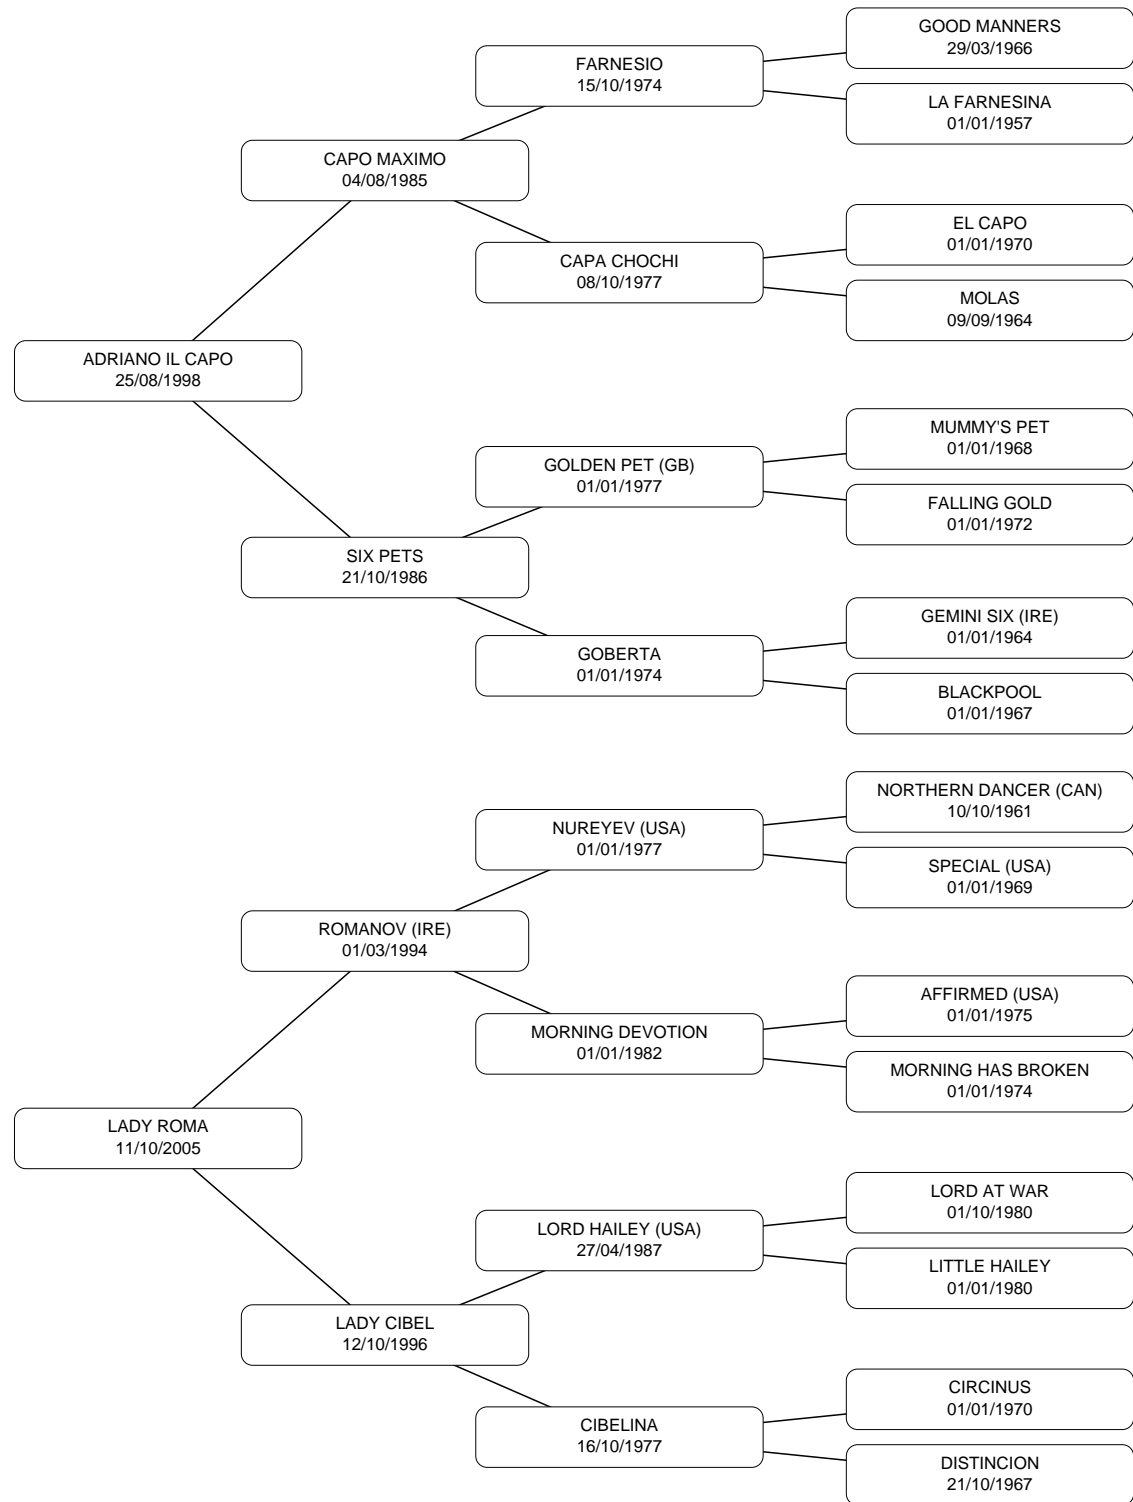 GOOD MANNERS
29/03/1966
FARNESIO
15/10/1974
LA FARNESINA
01/01/1957
CAPO MAXIMO
04/08/1985
EL CAPO
01/01/1970
CAPA CHOCHI
08/10/1977
MOLAS
09/09/1964
ADRIANO IL CAPO
25/08/1998
MUMMY'S PET
01/01/1968
GOLDEN PET (GB)
01/01/1977
FALLING GOLD
01/01/1972
SIX PETS
21/10/1986
GEMINI SIX (IRE)
01/01/1964
GOBERTA
01/01/1974
BLACKPOOL
01/01/1967
NORTHERN DANCER (CAN)
10/10/1961
NUREYEV (USA)
01/01/1977
SPECIAL (USA)
01/01/1969
ROMANOV (IRE)
01/03/1994
AFFIRMED (USA)
01/01/1975
MORNING DEVOTION
01/01/1982
MORNING HAS BROKEN
01/01/1974
LADY ROMA
11/10/2005
LORD AT WAR
01/10/1980
LORD HAILEY (USA)
27/04/1987
LITTLE HAILEY
01/01/1980
LADY CIBEL
12/10/1996
CIRCINUS
01/01/1970
CIBELINA
16/10/1977
DISTINCION
21/10/1967